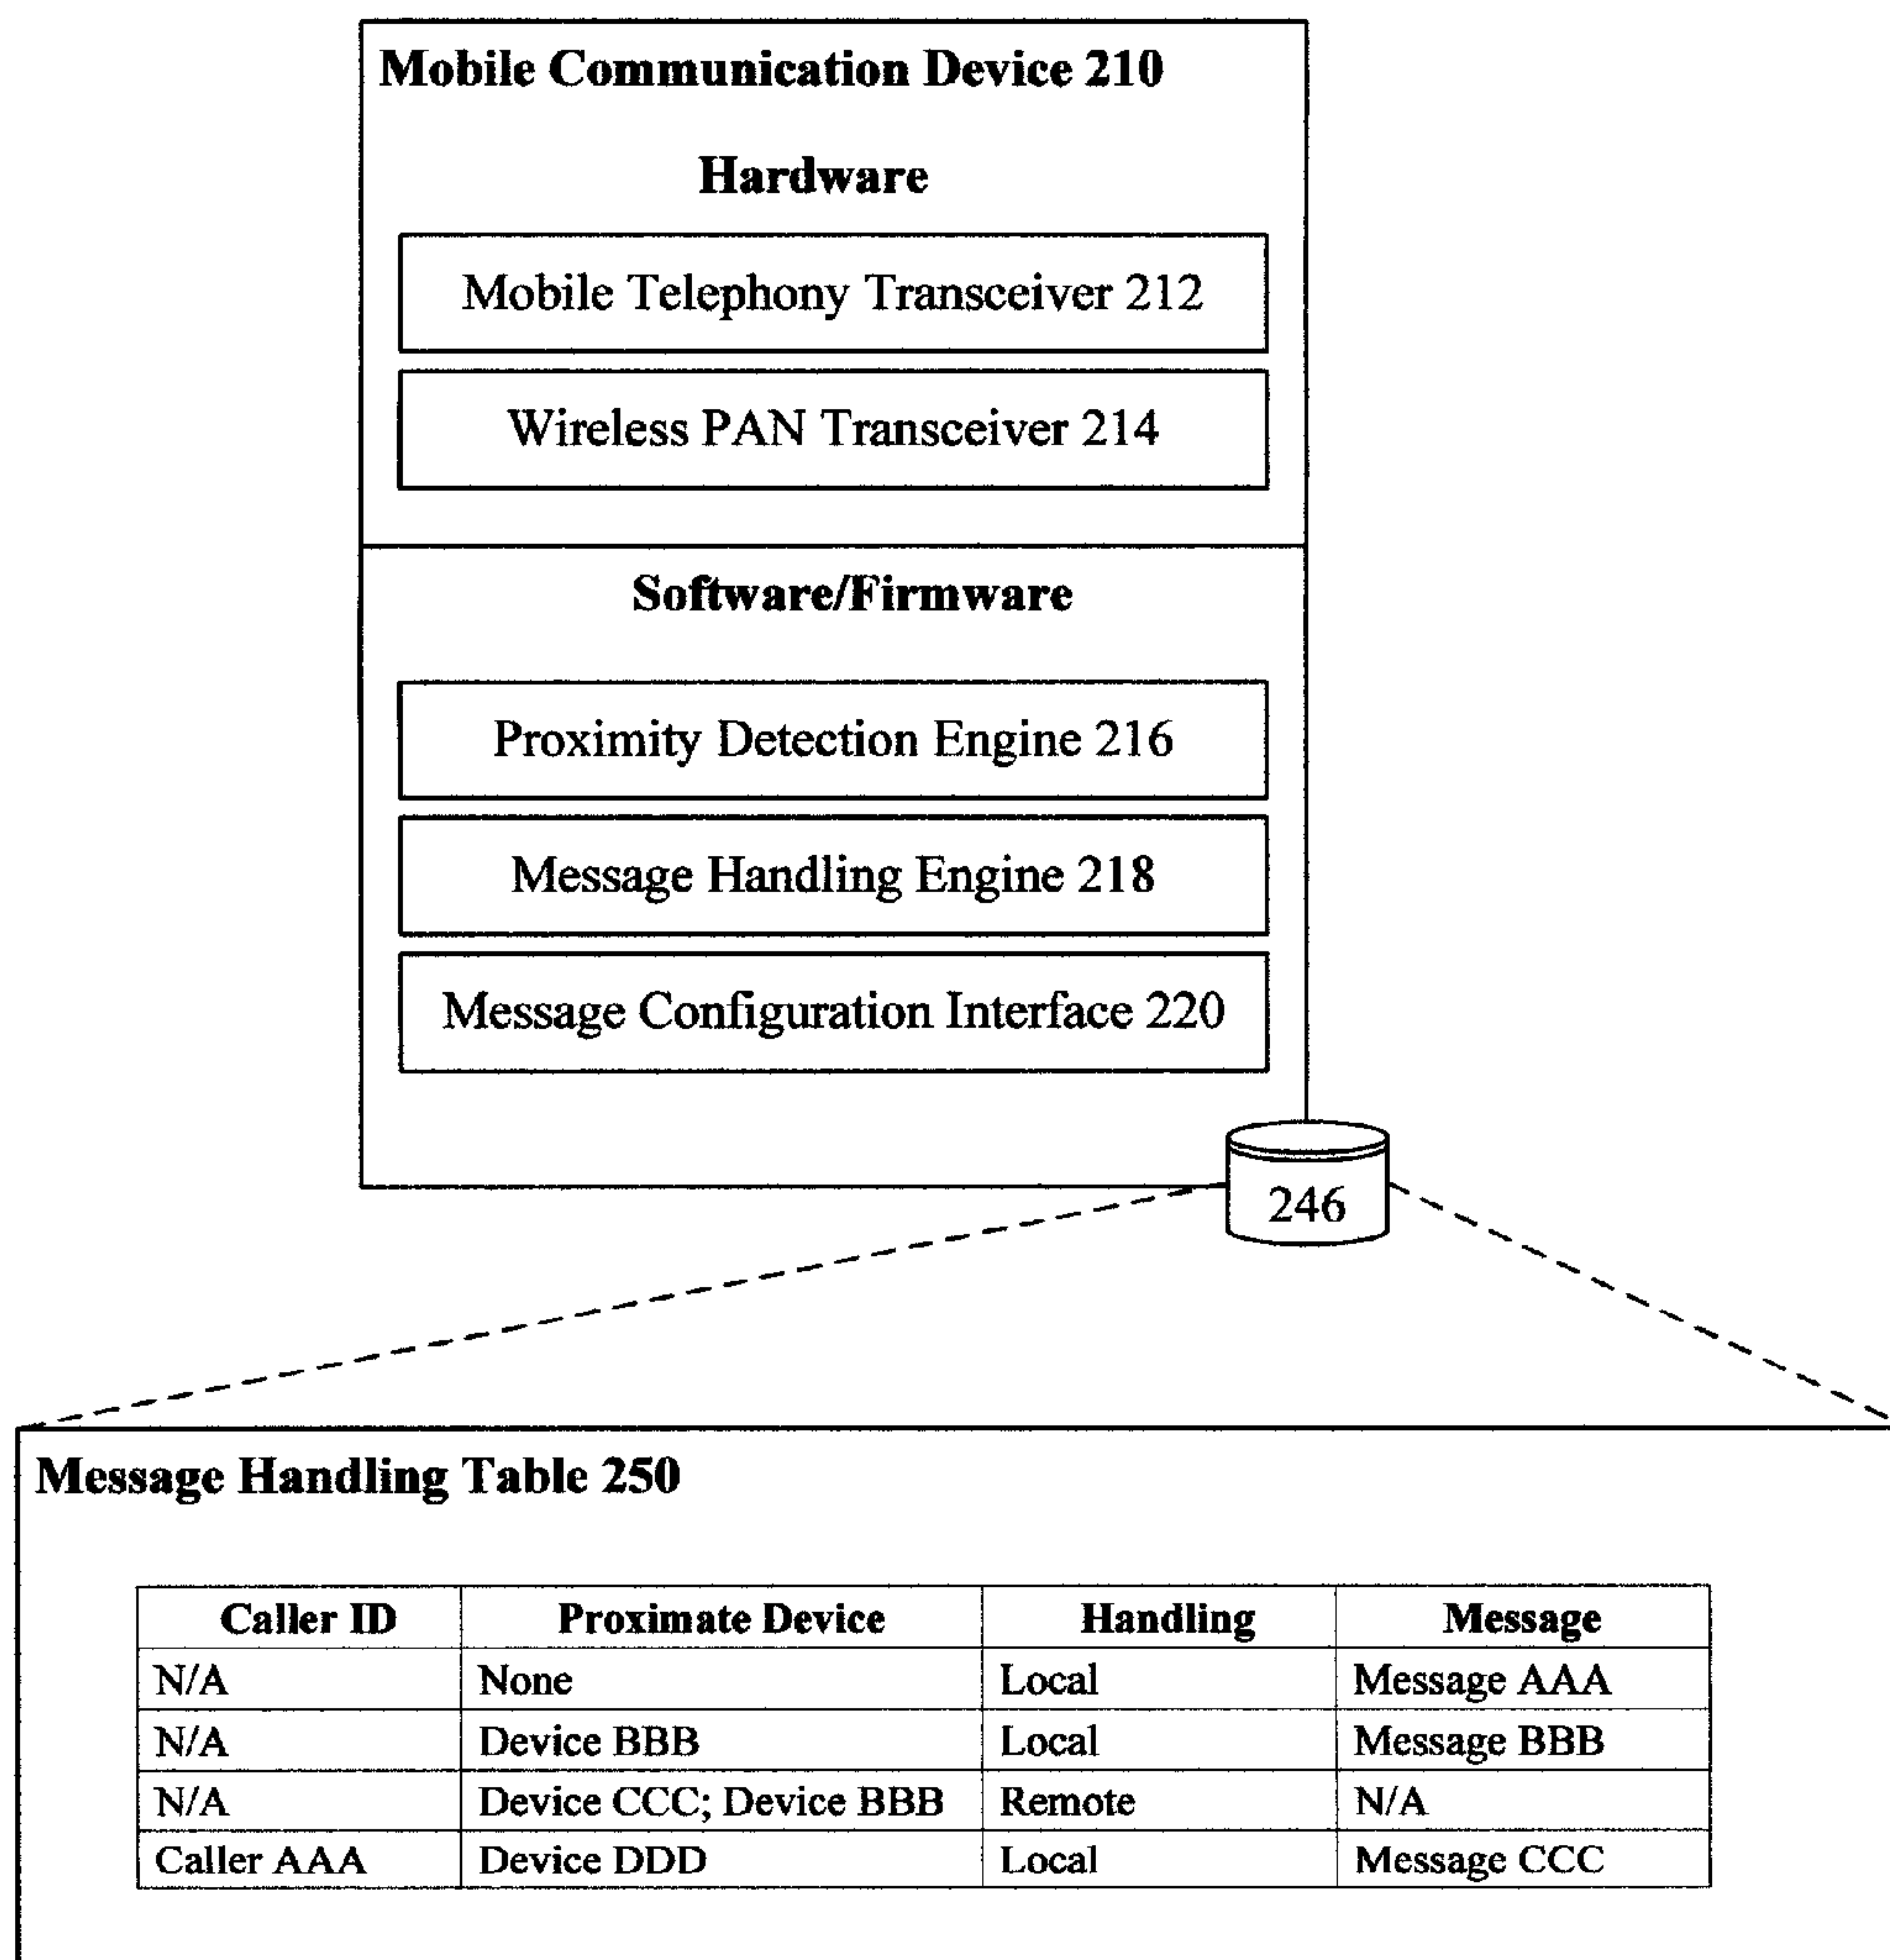 Mobile Communication Device 210
Hardware
Mobile Telephony Transceiver 212
Wireless PAN Transceiver 214
Software/Firmware
Proximity Detection Engine 216
Message Handling Engine 218
Message Configuration Interface 220
246
Message Handling Table 250
Caller ID Proximate Device Handling Message
N/A None Local Message AAA
N/A Device BBB Local Message BBB
N/A Device CCC; Device BBB Remote N/A
Caller AAA Device DDD Local Message CCC